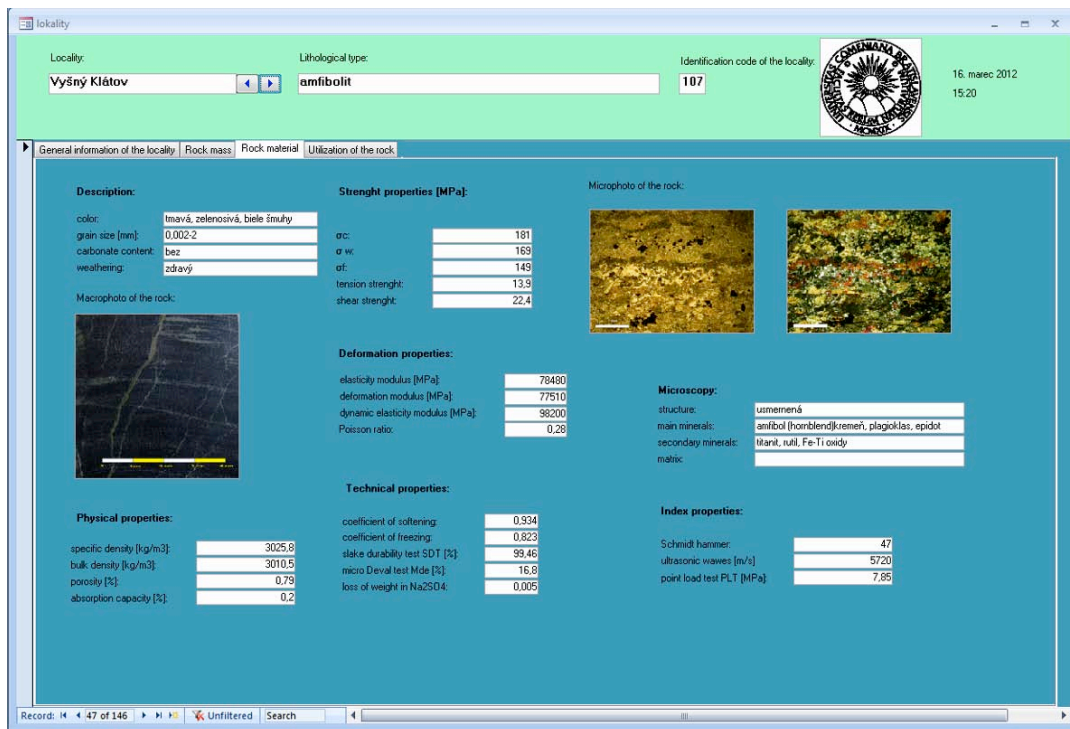 lokality
Locality:
Lithological type:
Identification code of the locality:
Vyšný Klátov
amfibolit
107
UNIVERSITAS COMENIANA BRATISLAVENSIS
MCMXIX
16. marec 2012
15:20
General information of the locality
Rock mass
Rock material
Utilization of the rock
Description:
color: tmavá, zelenosivá, biele šmuhy
grain size [mm]: 0,002-2
carbonate content: bez
weathering: zdravý
Macrophoto of the rock:
Strenght properties [MPa]:
σc: 181
σ w: 169
σf: 149
tension strenght: 13,9
shear strenght: 22,4
Microphoto of the rock:
Deformation properties:
elasticity modulus [MPa]: 78480
deformation modulus [MPa]: 77510
dynamic elasticity modulus [MPa]: 98200
Poisson ratio: 0,28
Microscopy:
structure: usmernená
main minerals: amfibol (hornblend)kremeň, plagioklas, epidot
secondary minerals: titanit, rutil, Fe-Ti oxidy
matrix:
Physical properties:
specific density [kg/m3]: 3025,8
bulk density [kg/m3]: 3010,5
porosity [%]: 0,79
absorption capacity [%]: 0,2
Technical properties:
coefficient of softening: 0,934
coefficient of freezing: 0,823
slake durability test SDT [%]: 99,46
micro Deval test Mde [%]: 16,8
loss of weight in Na2SO4: 0,005
Index properties:
Schmidt hammer: 47
ultrasonic wawes [m/s] 5720
point load test PLT [MPa]: 7,85
Record: 47 of 146 Unfiltered Search